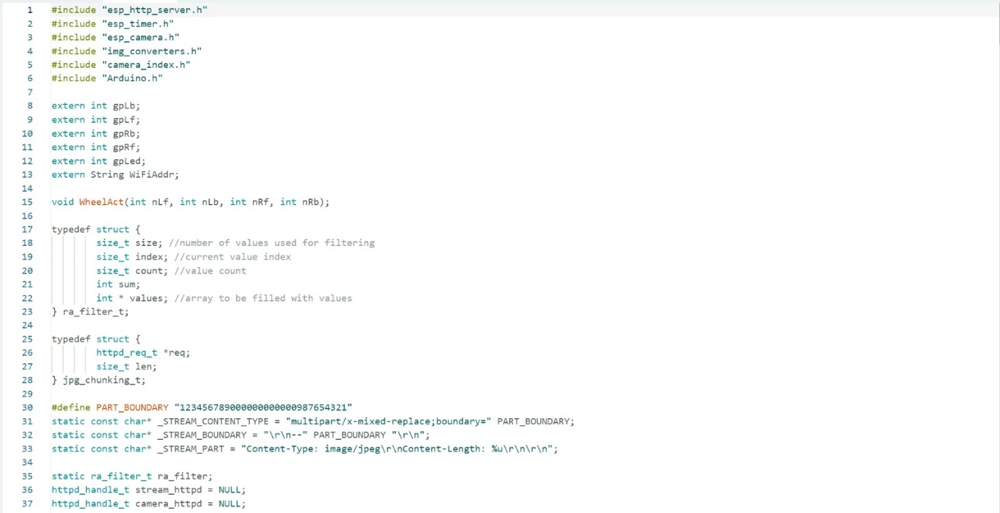 1 #include "esp_http_server.h"
2 #include "esp_timer.h"
3 #include "esp_camera.h"
4 #include "img_converters.h"
5 #include "camera_index.h"
6 #include "Arduino.h"
7
8 extern int gpLb;
9 extern int gpLf;
10 extern int gpRb;
11 extern int gpRf;
12 extern int gpLed;
13 extern String WiFiAddr;
14
15 void WheelAct(int nLf, int nLb, int nRf, int nRb);
16
17 typedef struct {
18         size_t size; //number of values used for filtering
19         size_t index; //current value index
20         size_t count; //value count
21         int sum;
22         int * values; //array to be filled with values
23 } ra_filter_t;
24
25 typedef struct {
26         httpd_req_t *req;
27         size_t len;
28 } jpg_chunking_t;
29
30 #define PART_BOUNDARY "123456789000000000000987654321"
31 static const char* _STREAM_CONTENT_TYPE = "multipart/x-mixed-replace;boundary=" PART_BOUNDARY;
32 static const char* _STREAM_BOUNDARY = "\r\n--" PART_BOUNDARY "\r\n";
33 static const char* _STREAM_PART = "Content-Type: image/jpeg\r\nContent-Length: %u\r\n\r\n";
34
35 static ra_filter_t ra_filter;
36 httpd_handle_t stream_httpd = NULL;
37 httpd_handle_t camera_httpd = NULL;